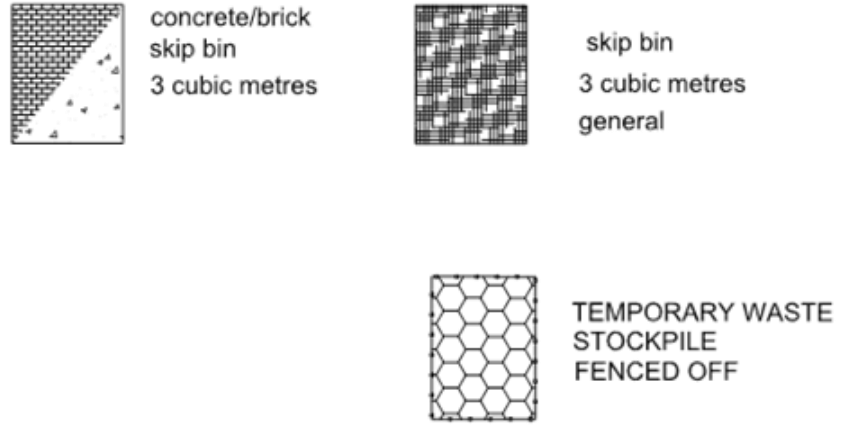 concrete/brick
skip bin
3 cubic metres
skip bin
3 cubic metres
general
TEMPORARY WASTE
STOCKPILE
FENCED OFF